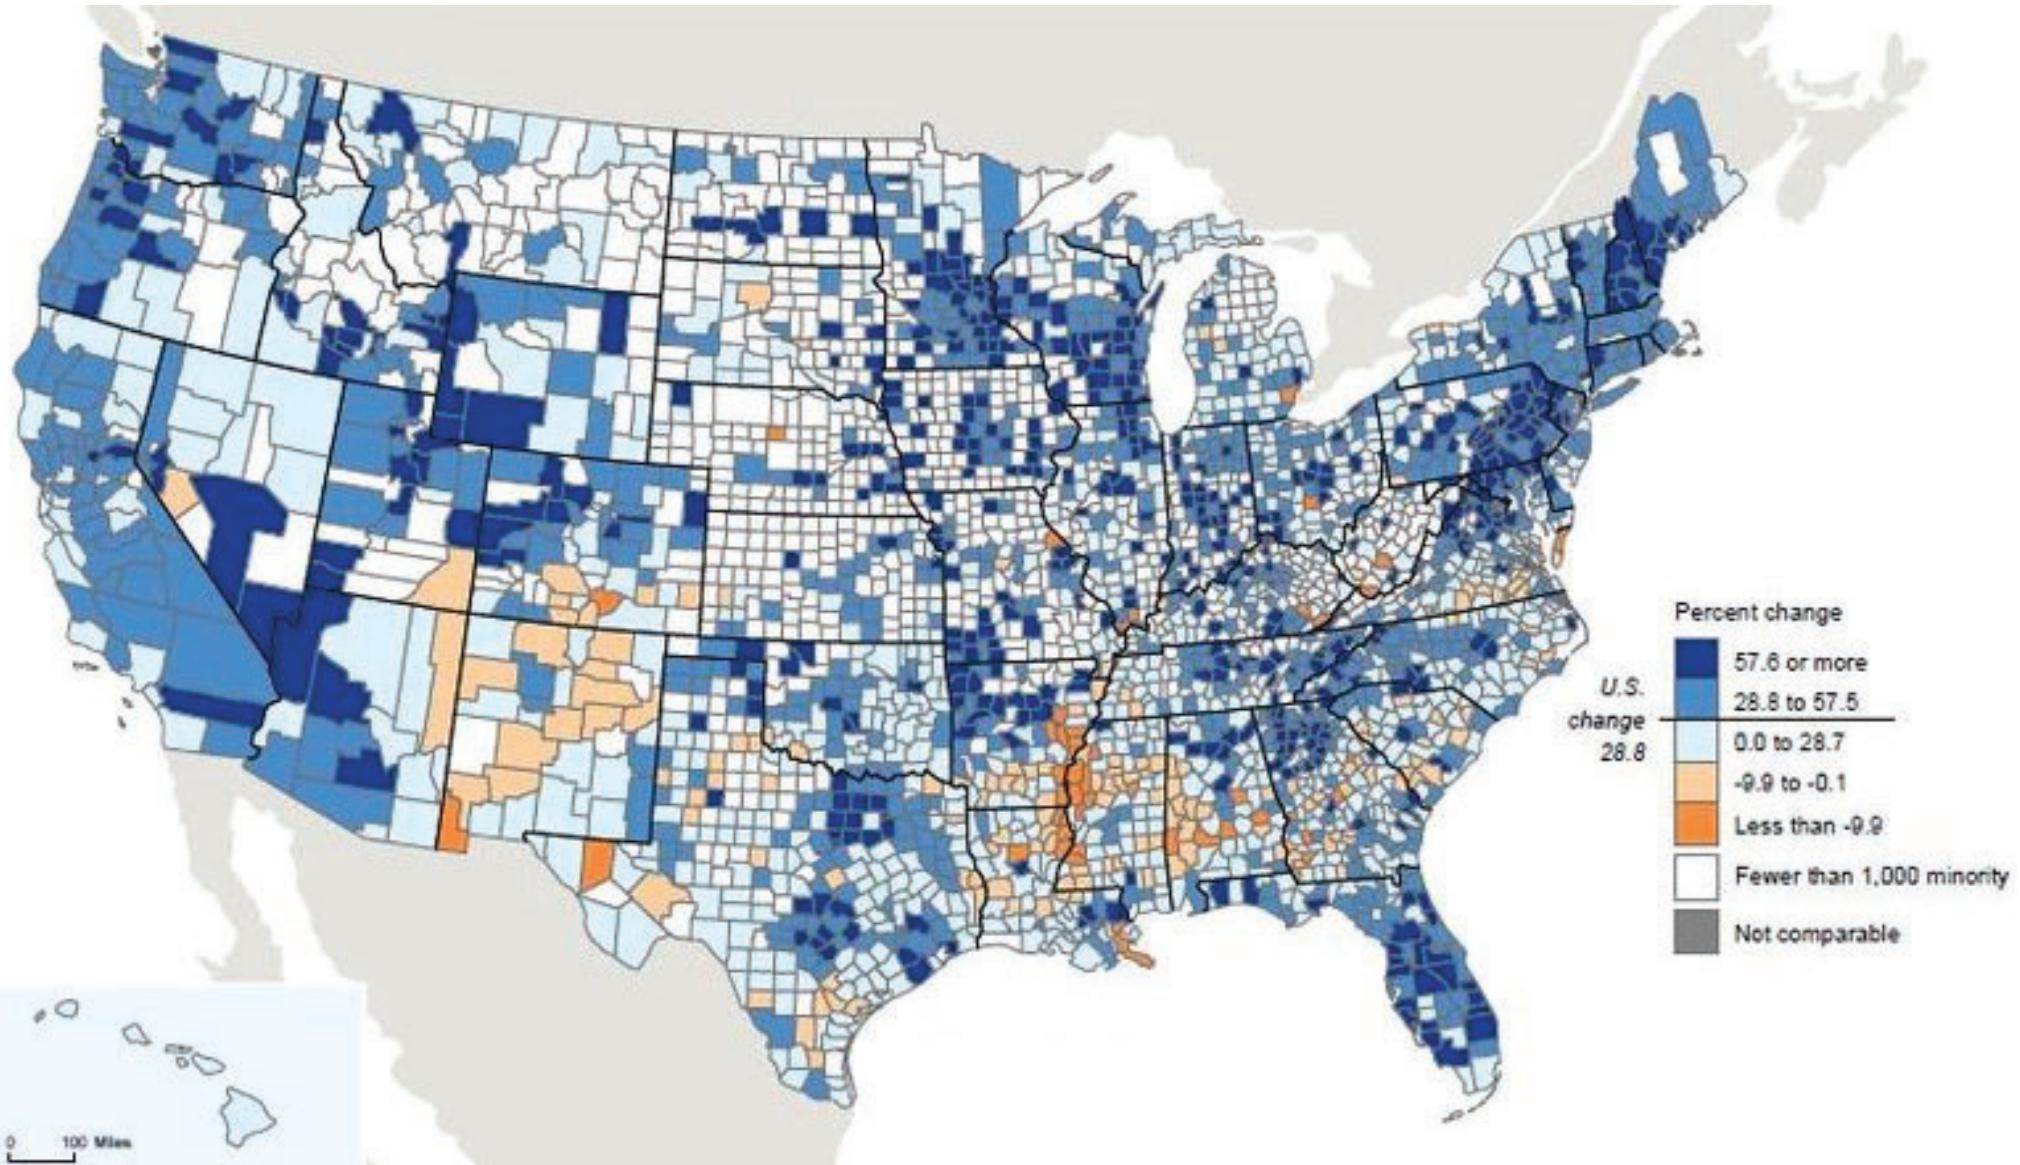 Percent change
57.6 or more
28.8 to 57.5
U.S.
change
28.8
0.0 to 28.7
-9.9 to -0.1
Less than -9.9
Fewer than 1,000 minority
Not comparable
0 100 Miles